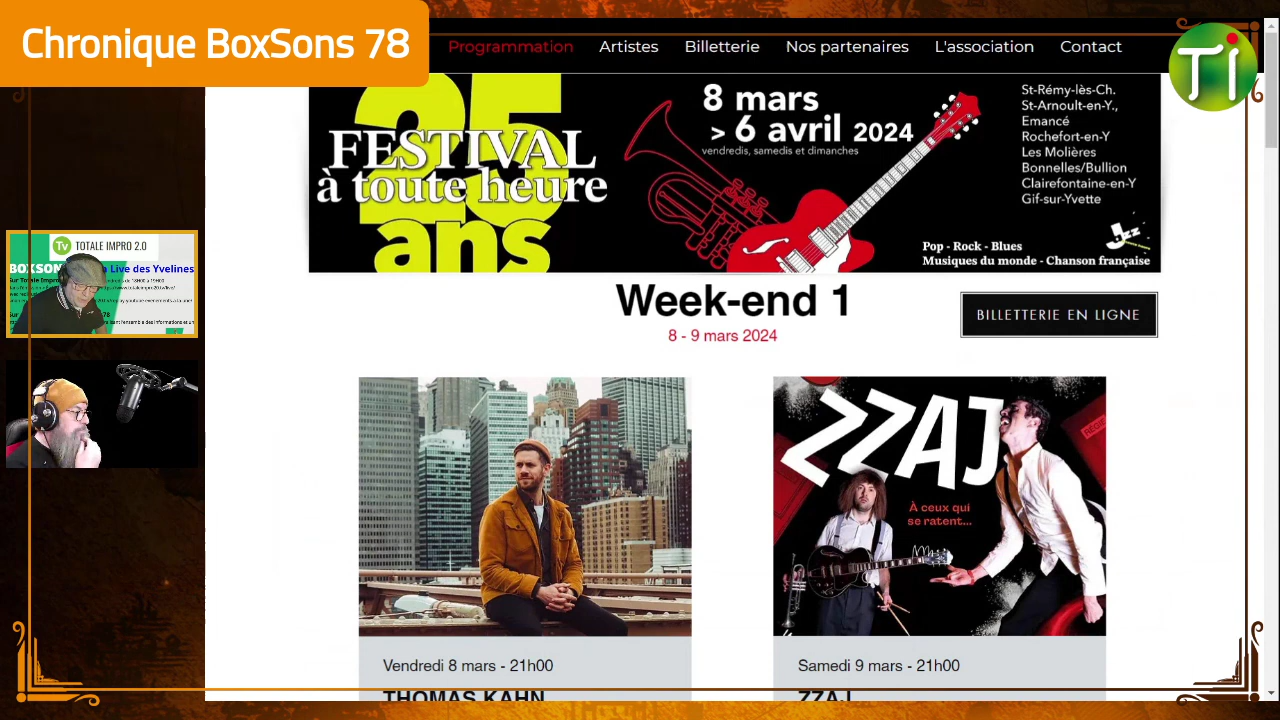 Chronique BoxSons 78
Programmation Artistes Billetterie Nos partenaires L'association Contact
Ti
25
ans
FESTIVAL
à toute heure
8 mars
> 6 avril 2024
vendredis, samedis et dimanches
St-Rémy-lès-Ch.
St-Arnoult-en-Y.,
Emancé
Rochefort-en-Y
Les Molières
Bonnelles/Bullion
Clairefontaine-en-Y
Gif-sur-Yvette
Pop - Rock - Blues
Musiques du monde - Chanson française
Tv TOTALE IMPRO 2.0
Live des Yvelines
Week-end 1
8 - 9 mars 2024
BILLETTERIE EN LIGNE
ZZAJ
À ceux qui
se ratent...
Vendredi 8 mars - 21h00
THOMAS KAHN
Samedi 9 mars - 21h00
ZZAJ